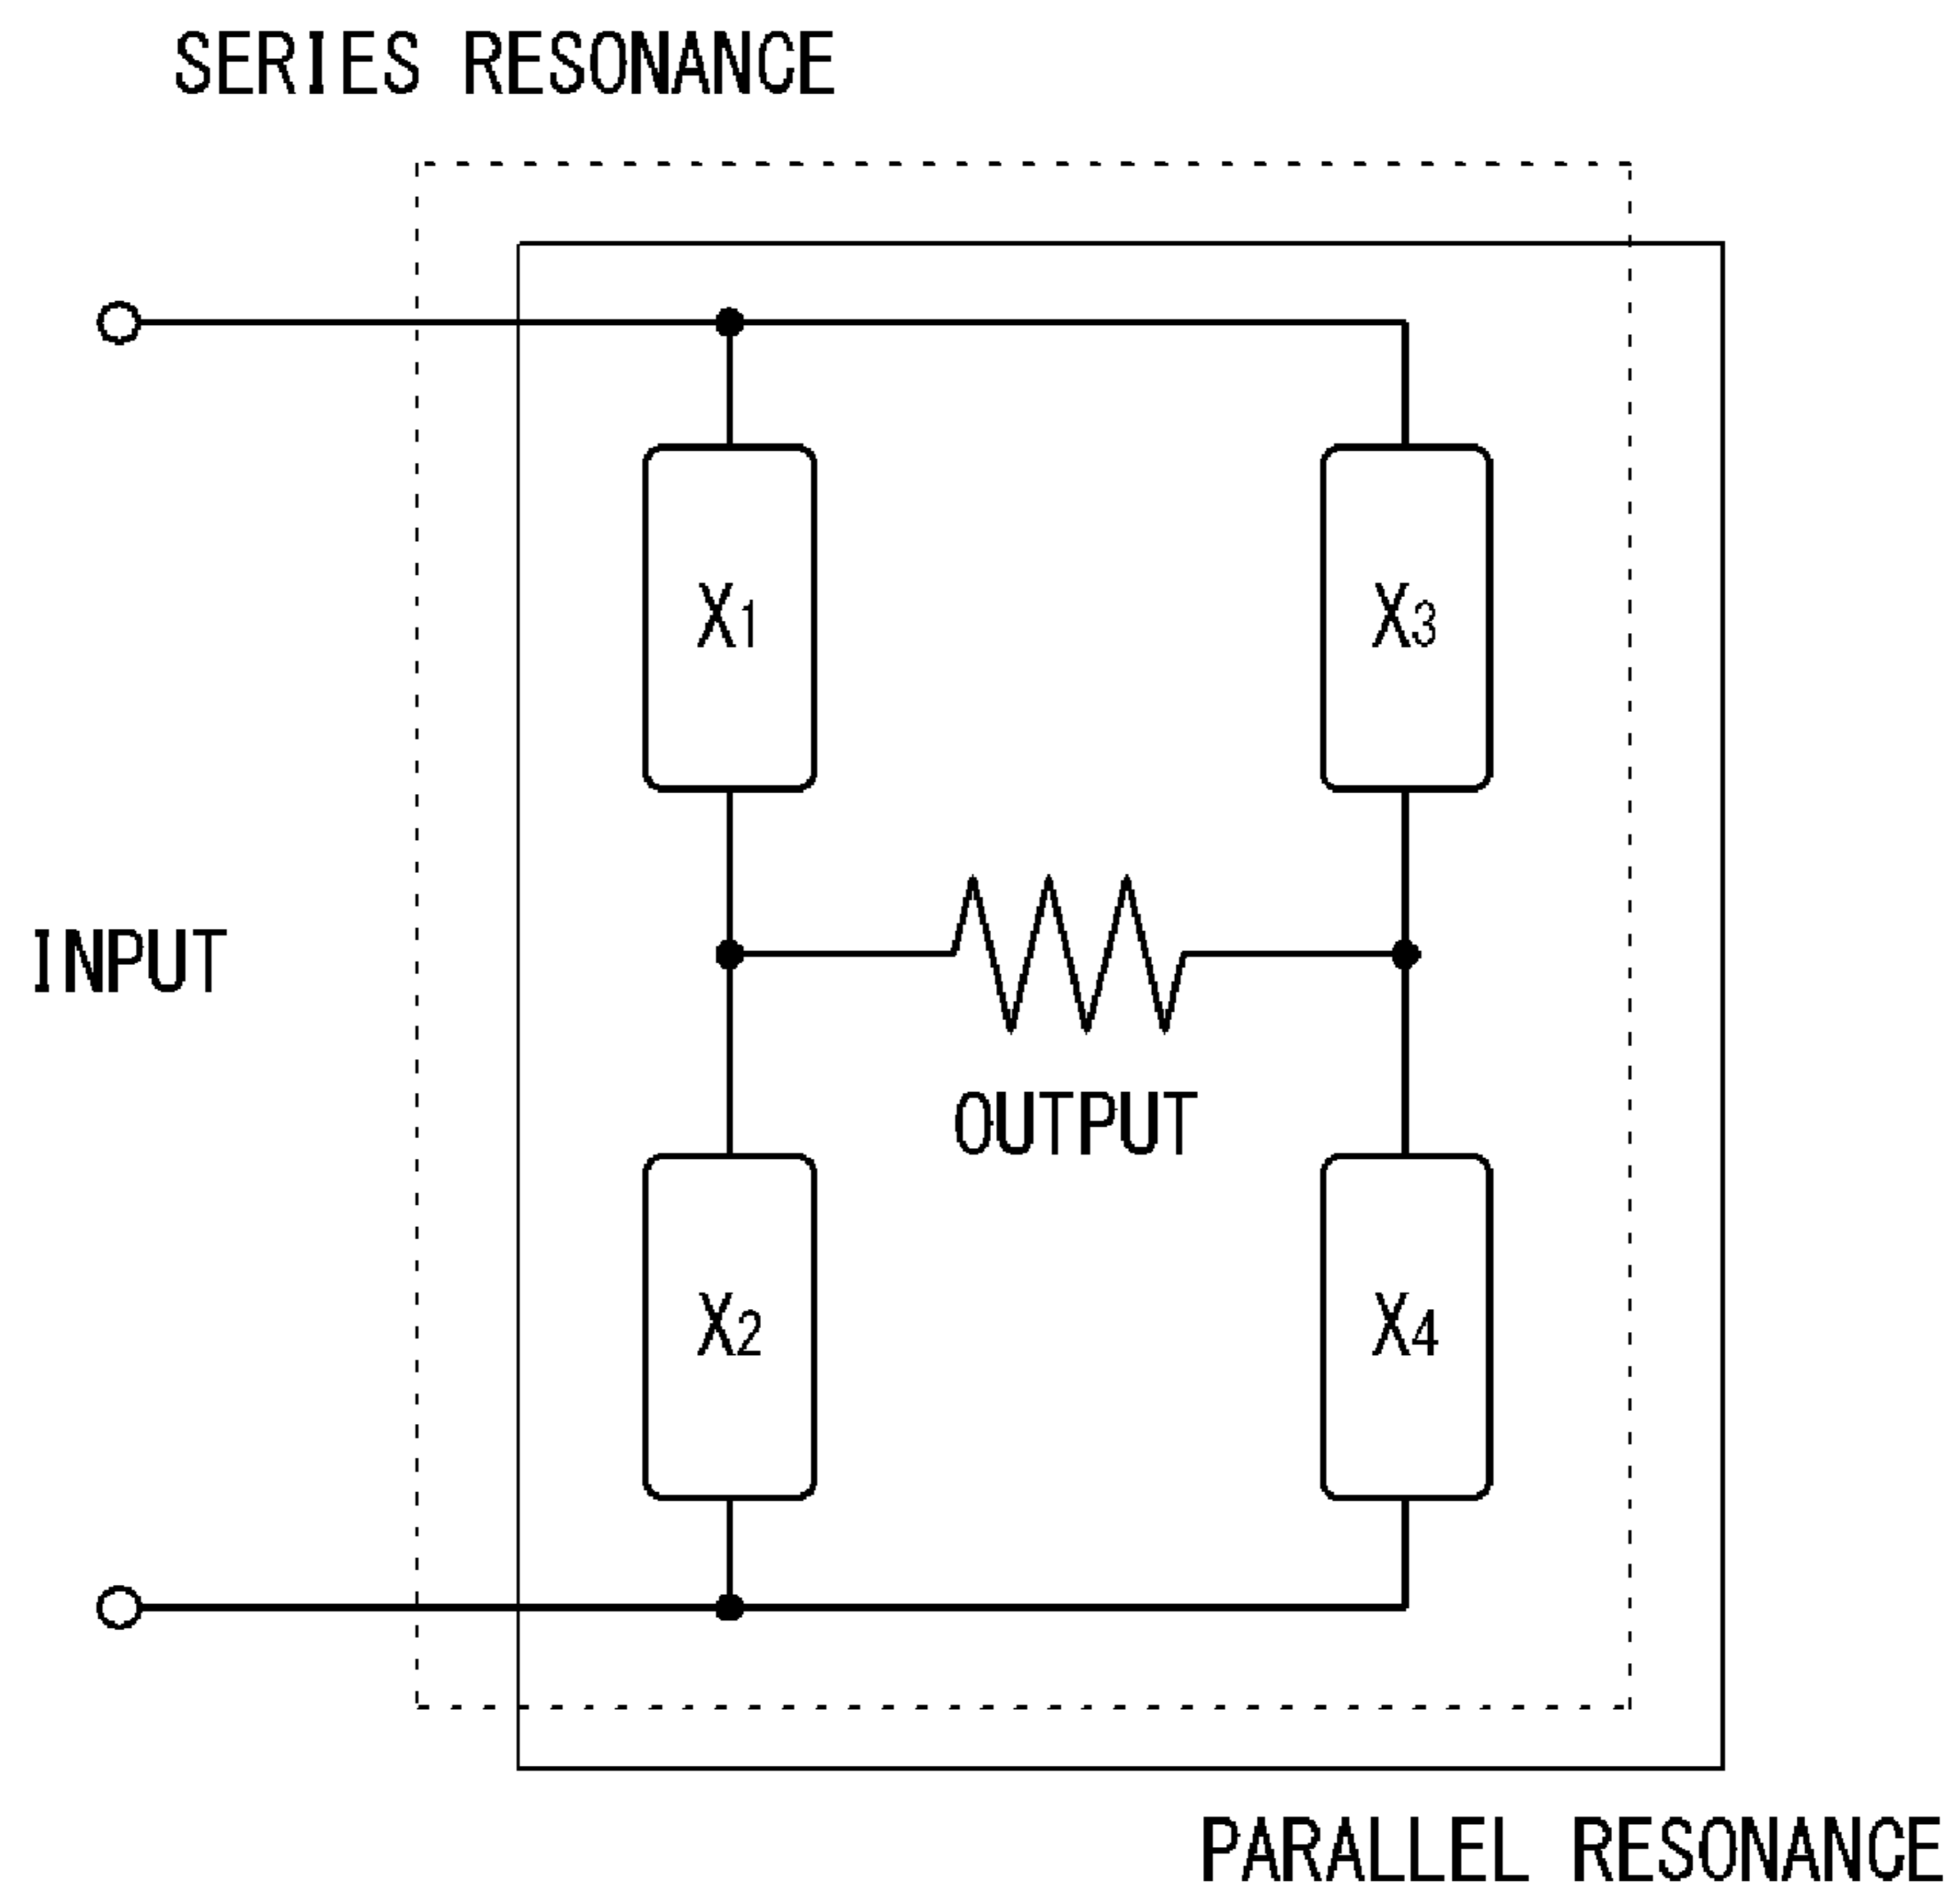 SERIES RESONANCE
X1
X3
INPUT
OUTPUT
X2
X4
PARALLEL RESONANCE